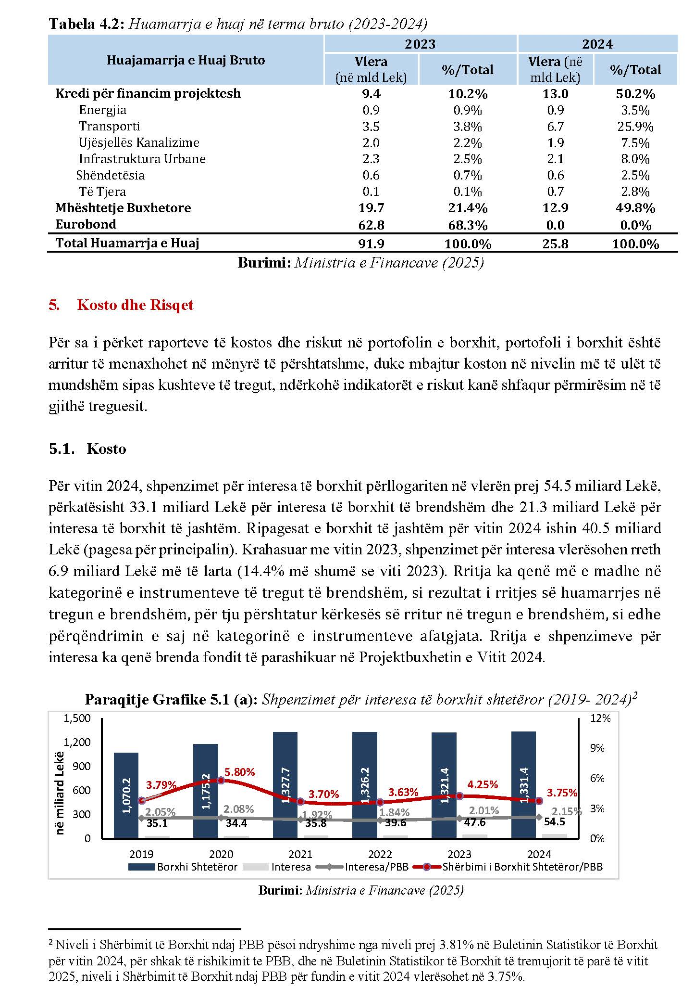 Tabela 4.2: Huamarrja e huaj në terma bruto (2023-2024)
Huajamarrja e Huaj Bruto 2023 2024
Vlera (në mld Lek) %/Total Vlera (në mld Lek) %/Total
Kredi për financim projektesh 9.4 10.2% 13.0 50.2%
Energjia 0.9 0.9% 0.9 3.5%
Transporti 3.5 3.8% 6.7 25.9%
Ujësjellës Kanalizime 2.0 2.2% 1.9 7.5%
Infrastruktura Urbane 2.3 2.5% 2.1 8.0%
Shëndetësia 0.6 0.7% 0.6 2.5%
Të Tjera 0.1 0.1% 0.7 2.8%
Mbështetje Buxhetore 19.7 21.4% 12.9 49.8%
Eurobond 62.8 68.3% 0.0 0.0%
Total Huamarrja e Huaj 91.9 100.0% 25.8 100.0%
Burimi: Ministria e Financave (2025)
5. Kosto dhe Risqet
Për sa i përket raporteve të kostos dhe riskut në portofolin e borxhit, portofoli i borxhit është
arritur të menaxhohet në mënyrë të përshtatshme, duke mbajtur koston në nivelin më të ulët të
mundshëm sipas kushteve të tregut, ndërkohë indikatorët e riskut kanë shfaqur përmirësim në të
gjithë treguesit.
5.1. Kosto
Për vitin 2024, shpenzimet për interesa të borxhit përllogariten në vlerën prej 54.5 miliard Lekë,
përkatësisht 33.1 miliard Lekë për interesa të borxhit të brendshëm dhe 21.3 miliard Lekë për
interesa të borxhit të jashtëm. Ripagesat e borxhit të jashtëm për vitin 2024 ishin 40.5 miliard
Lekë (pagesa për principalin). Krahasuar me vitin 2023, shpenzimet për interesa vlerësohen rreth
6.9 miliard Lekë më të larta (14.4% më shumë se viti 2023). Rritja ka qenë më e madhe në
kategorinë e instrumenteve të tregut të brendshëm, si rezultat i rritjes së huamarrjes në
tregun e brendshëm, për tju përshtatur kërkesës së rritur në tregun e brendshëm, si edhe
përqëndrimin e saj në kategorinë e instrumenteve afatgjata. Rritja e shpenzimeve për
interesa ka qenë brenda fondit të parashikuar në Projektbuxhetin e Vitit 2024.
Paraqitje Grafike 5.1 (a): Shpenzimet për interesa të borxhit shtetëror (2019- 2024)2
në miliard Lekë
1,500
1,200
900
600
300
0
12%
9%
6%
3%
0%
1,070.2 1,175.2 1,327.7 1,326.2 1,321.4 1,331.4
3.79% 5.80% 3.70% 3.63% 4.25% 3.75%
2.05% 2.08% 1.92% 1.84% 2.01% 2.15%
35.1 34.4 35.8 39.6 47.6 54.5
2019 2020 2021 2022 2023 2024
Borxhi Shtetëror Interesa Interesa/PBB Shërbimi i Borxhit Shtetëror/PBB
Burimi: Ministria e Financave (2025)
2 Niveli i Shërbimit të Borxhit ndaj PBB pësoi ndryshime nga niveli prej 3.81% në Buletinin Statistikor të Borxhit
për vitin 2024, për shkak të rishikimit te PBB, dhe në Buletinin Statistikor të Borxhit të tremujorit të parë të vitit
2025, niveli i Shërbimit të Borxhit ndaj PBB për fundin e vitit 2024 vlerësohet në 3.75%.